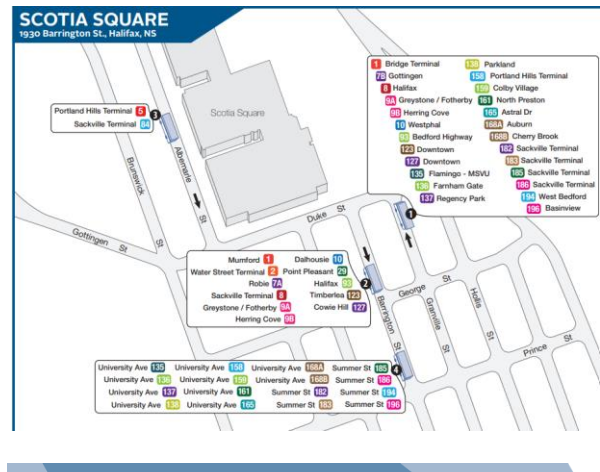 SCOTIA SQUARE
1930 Barrington St., Halifax, NS
Portland Hills Terminal 5
Sackville Terminal 84
3
Scotia Square
1 Bridge Terminal
7B Gottingen
8 Halifax
9A Greystone / Fotherby
9B Herring Cove
10 Westphal
93 Bedford Highway
123 Downtown
127 Downtown
135 Flamingo - MSVU
136 Farnham Gate
137 Regency Park
138 Parkland
158 Portland Hills Terminal
159 Colby Village
161 North Preston
165 Astral Dr
168A Auburn
168B Cherry Brook
182 Sackville Terminal
183 Sackville Terminal
185 Sackville Terminal
186 Sackville Terminal
194 West Bedford
196 Basinview
1
Brunswick St
Albemarle St
Gottingen St
Duke St
Mumford 1
Water Street Terminal 2
Robie 7A
Sackville Terminal 8
Greystone / Fotherby 9A
Herring Cove 9B
Dalhousie 10
Point Pleasant 29
Halifax 93
Timberlea 123
Cowie Hill 127
2
George St
Barrington St
Granville St
Hollis St
Prince St
University Ave 135
University Ave 136
University Ave 137
University Ave 138
University Ave 158
University Ave 159
University Ave 161
University Ave 165
University Ave 168A
University Ave 168B
Summer St 182
Summer St 183
Summer St 185
Summer St 186
Summer St 194
Summer St 196
4